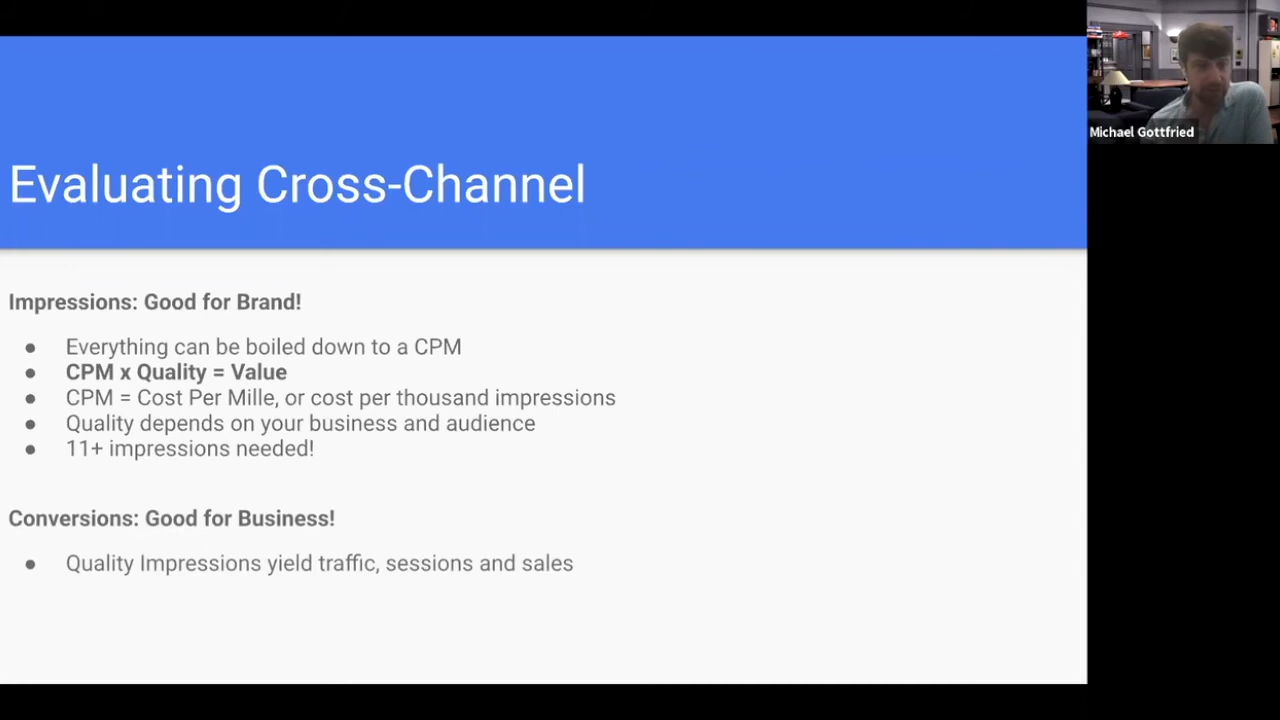 Evaluating Cross-Channel
Impressions: Good for Brand!
● Everything can be boiled down to a CPM
● CPM x Quality = Value
● CPM = Cost Per Mille, or cost per thousand impressions
● Quality depends on your business and audience
● 11+ impressions needed!
Conversions: Good for Business!
● Quality Impressions yield traffic, sessions and sales
Michael Gottfried